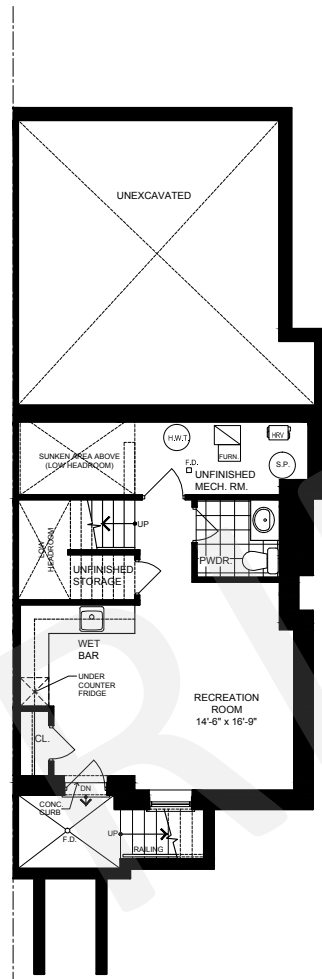 UNEXCAVATED
SUNKEN AREA ABOVE
(LOW HEADROOM)
H.W.T.
FURN.
HRV
F.D.
S.P.
UNFINISHED
MECH. RM.
UP
LOW
HEADROOM
UNFINISHED
STORAGE
PWDR.
WET
BAR
UNDER
COUNTER
FRIDGE
RECREATION
ROOM
14'-6" x 16'-9"
CL.
DN
CONC.
CURB
F.D.
UP
RAILING